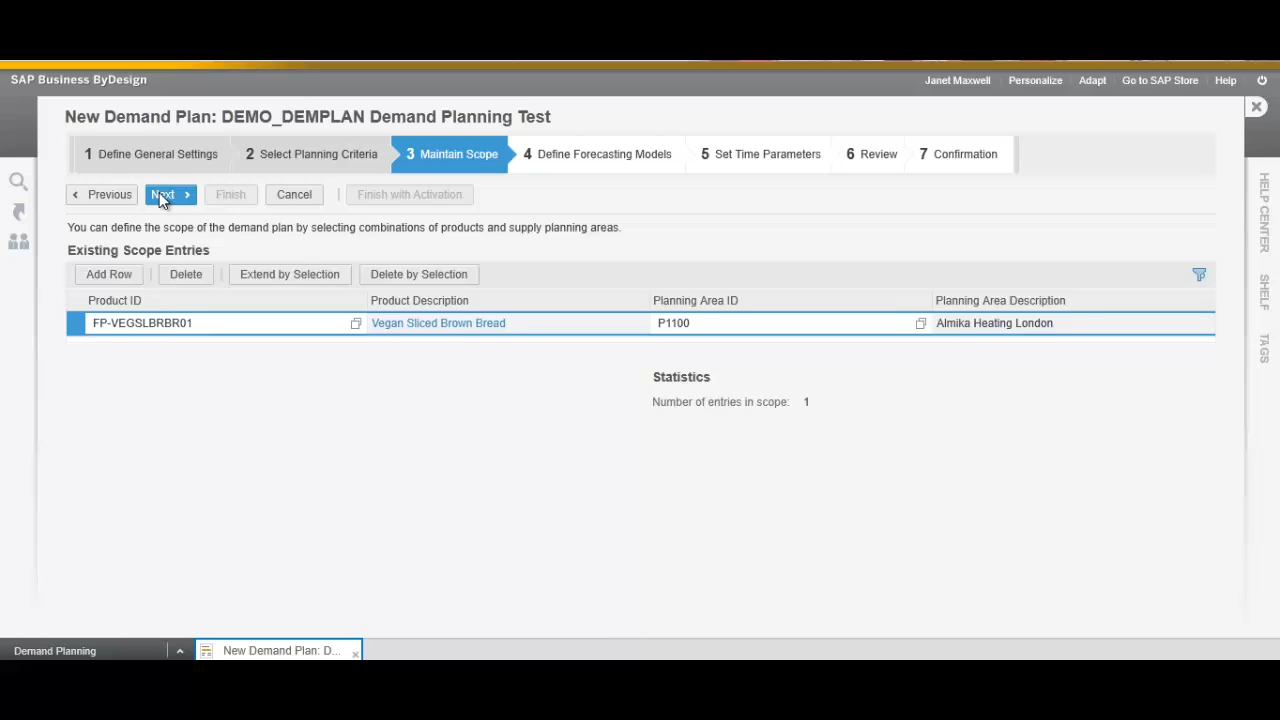 SAP Business ByDesign Janet Maxwell Personalize Adapt Go to SAP Store Help
New Demand Plan: DEMO_DEMPLAN Demand Planning Test
1 Define General Settings 2 Select Planning Criteria 3 Maintain Scope 4 Define Forecasting Models 5 Set Time Parameters 6 Review 7 Confirmation
Previous Next Finish Cancel Finish with Activation
You can define the scope of the demand plan by selecting combinations of products and supply planning areas.
Existing Scope Entries
Add Row Delete Extend by Selection Delete by Selection
Product ID Product Description Planning Area ID Planning Area Description
FP-VEGSLBRBR01 Vegan Sliced Brown Bread P1100 Almika Heating London
Statistics
Number of entries in scope: 1
HELP CENTER
SHELF
TAGS
Demand Planning New Demand Plan: D...